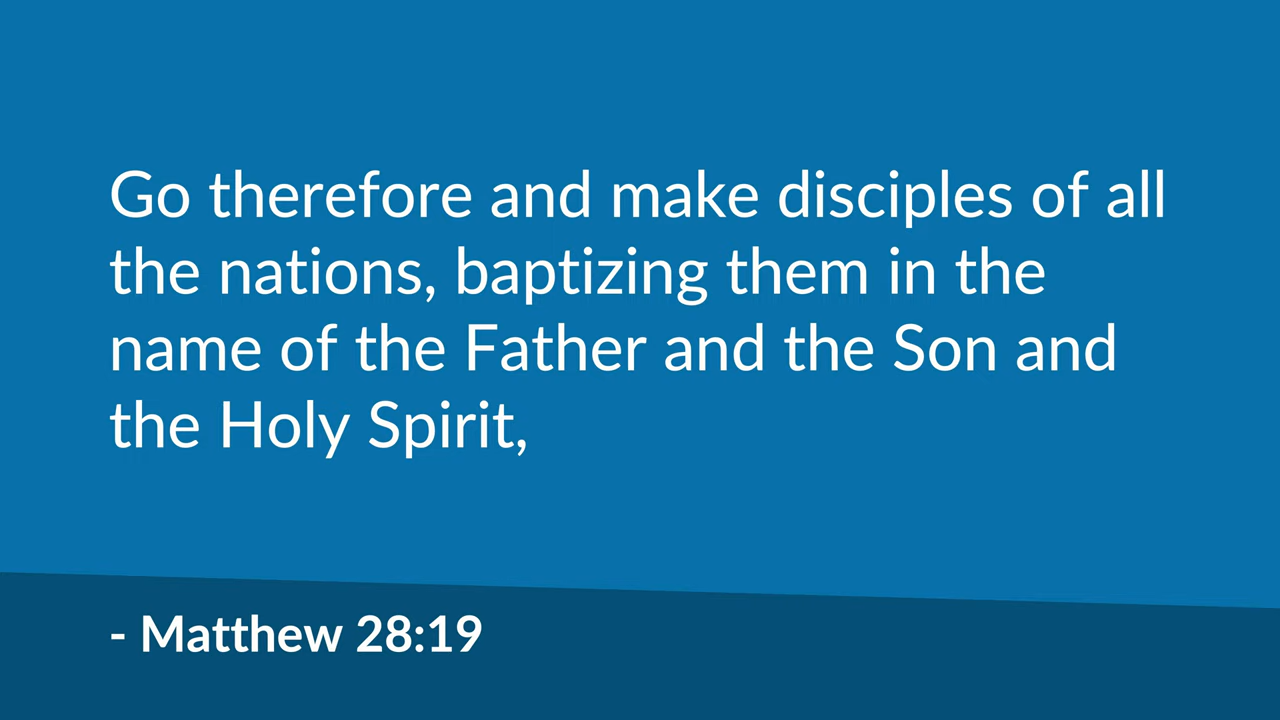 Go therefore and make disciples of all
the nations, baptizing them in the
name of the Father and the Son and
the Holy Spirit,
- Matthew 28:19